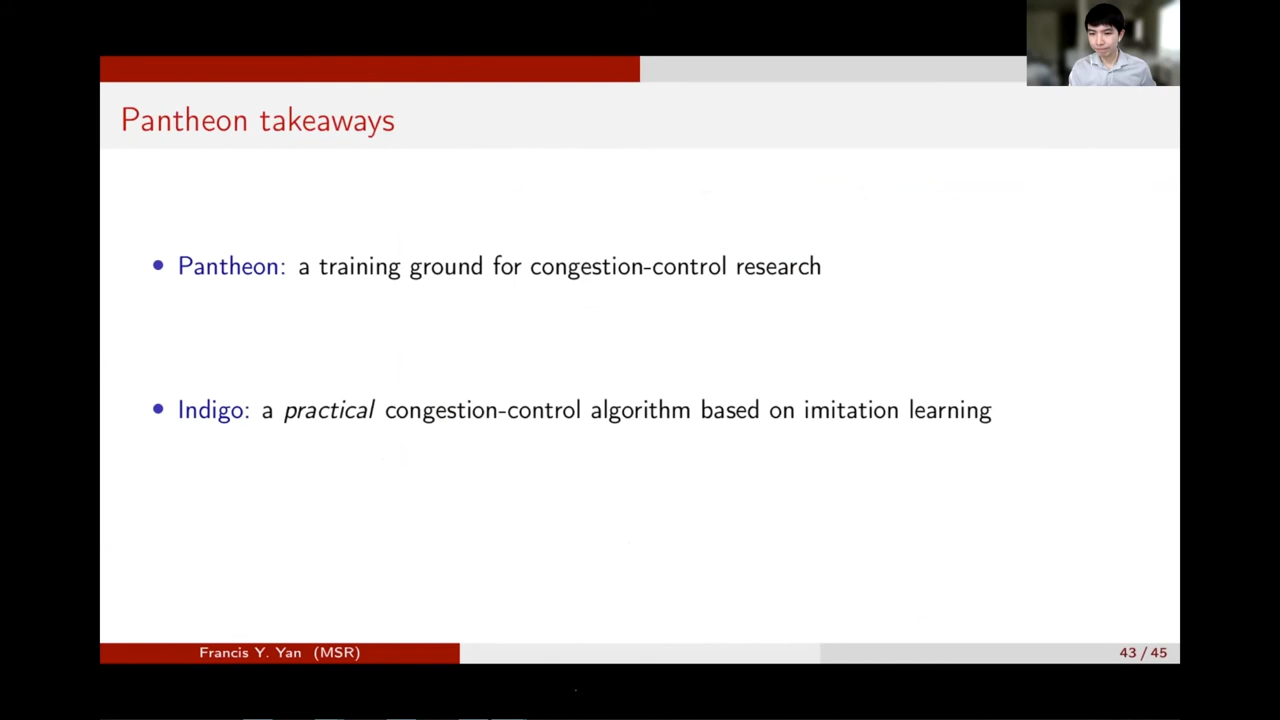 Pantheon takeaways
• Pantheon: a training ground for congestion-control research
• Indigo: a practical congestion-control algorithm based on imitation learning
Francis Y. Yan (MSR)
43 / 45